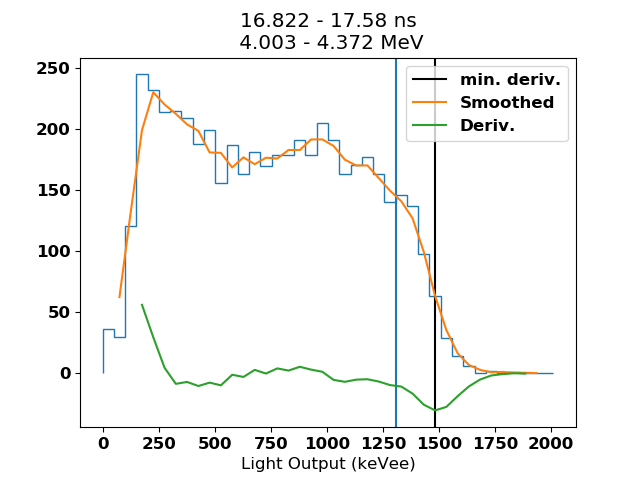 16.822 - 17.58 ns
4.003 - 4.372 MeV
min. deriv.
Smoothed
Deriv.
250
200
150
100
50
0
0 250 500 750 1000 1250 1500 1750 2000
Light Output (keVee)